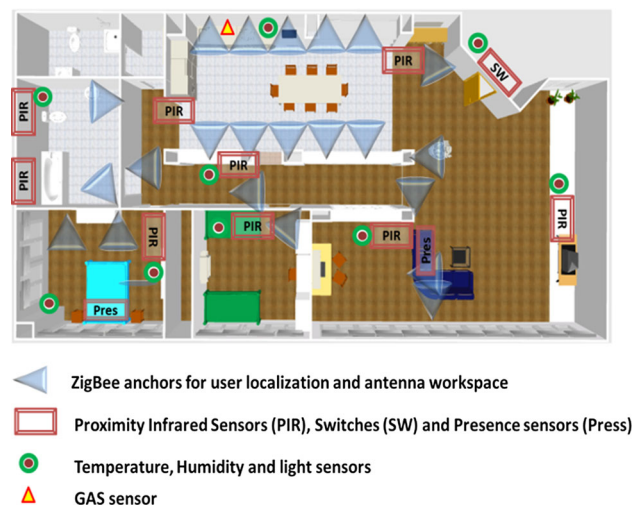 PIR
SW
PIR
PIR
PIR
PIR
PIR
PIR
PIR
PIR
Pres
PIR
Pres
ZigBee anchors for user localization and antenna workspace
Proximity Infrared Sensors (PIR), Switches (SW) and Presence sensors (Press)
Temperature, Humidity and light sensors
GAS sensor